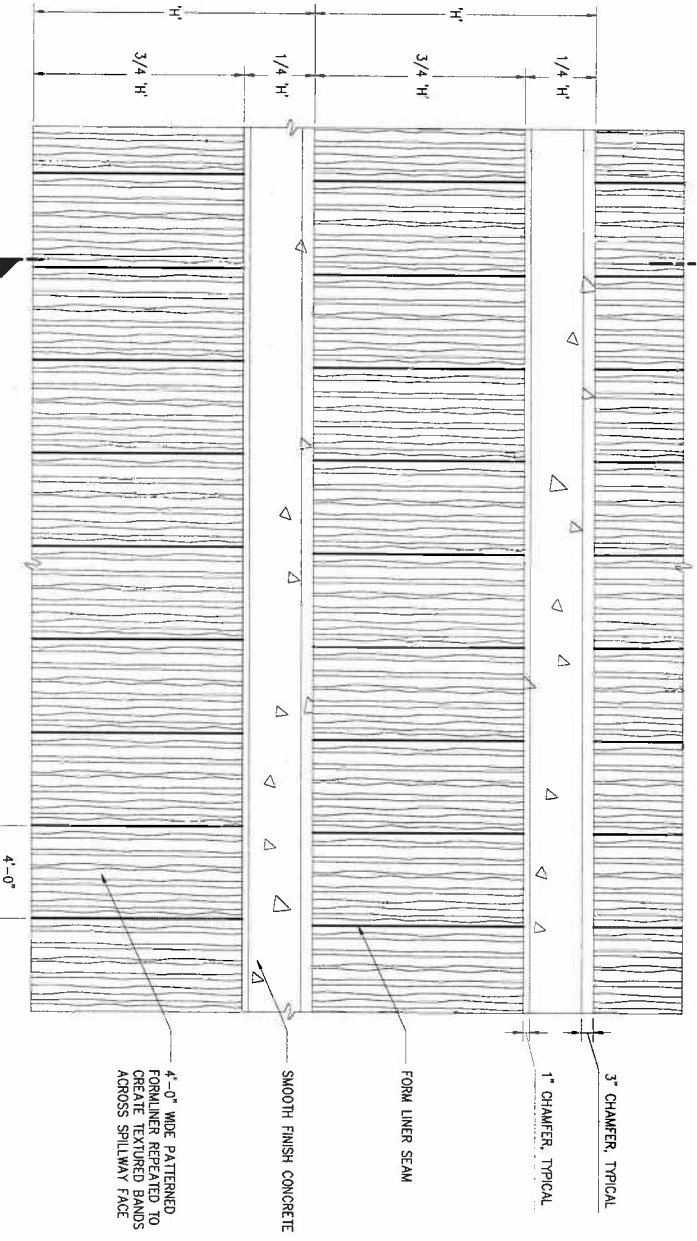 'H'
'H'
3/4 'H'
1/4 'H'
3/4 'H'
1/4 'H'
3" CHAMFER, TYPICAL
1" CHAMFER, TYPICAL
FORM LINER SEAM
SMOOTH FINISH CONCRETE
4'-0" WIDE PATTERNED
FORMLINER REPEATED TO
CREATE TEXTURED BANDS
ACROSS SPILLWAY FACE
4'-0"